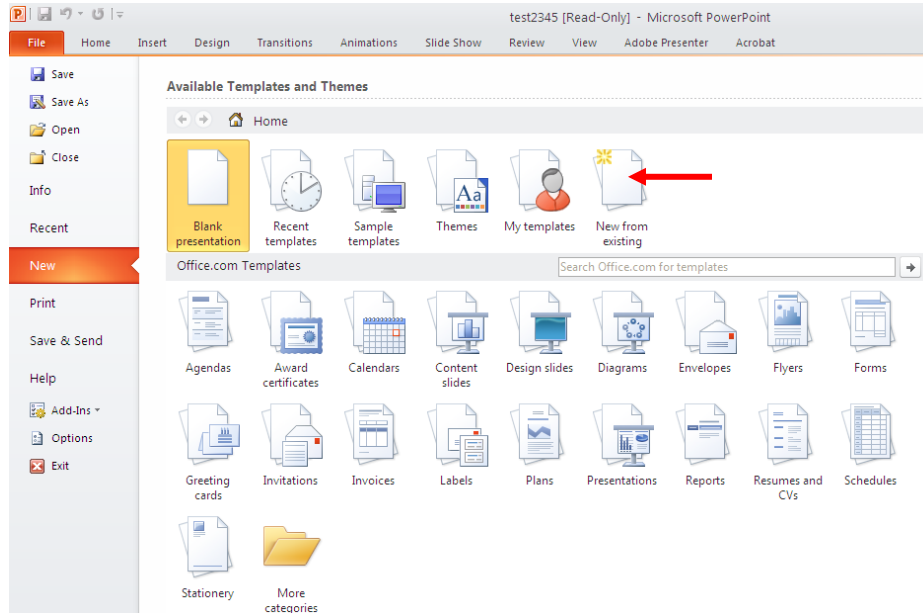 test2345 [Read-Only] - Microsoft PowerPoint
File Home Insert Design Transitions Animations Slide Show Review View Adobe Presenter Acrobat
Save
Save As
Open
Close
Info
Recent
New
Print
Save & Send
Help
Add-Ins
Options
Exit
Available Templates and Themes
Home
Blank presentation
Recent templates
Sample templates
Themes
My templates
New from existing
Office.com Templates
Search Office.com for templates
Agendas
Award certificates
Calendars
Content slides
Design slides
Diagrams
Envelopes
Flyers
Forms
Greeting cards
Invitations
Invoices
Labels
Plans
Presentations
Reports
Resumes and CVs
Schedules
Stationery
More categories